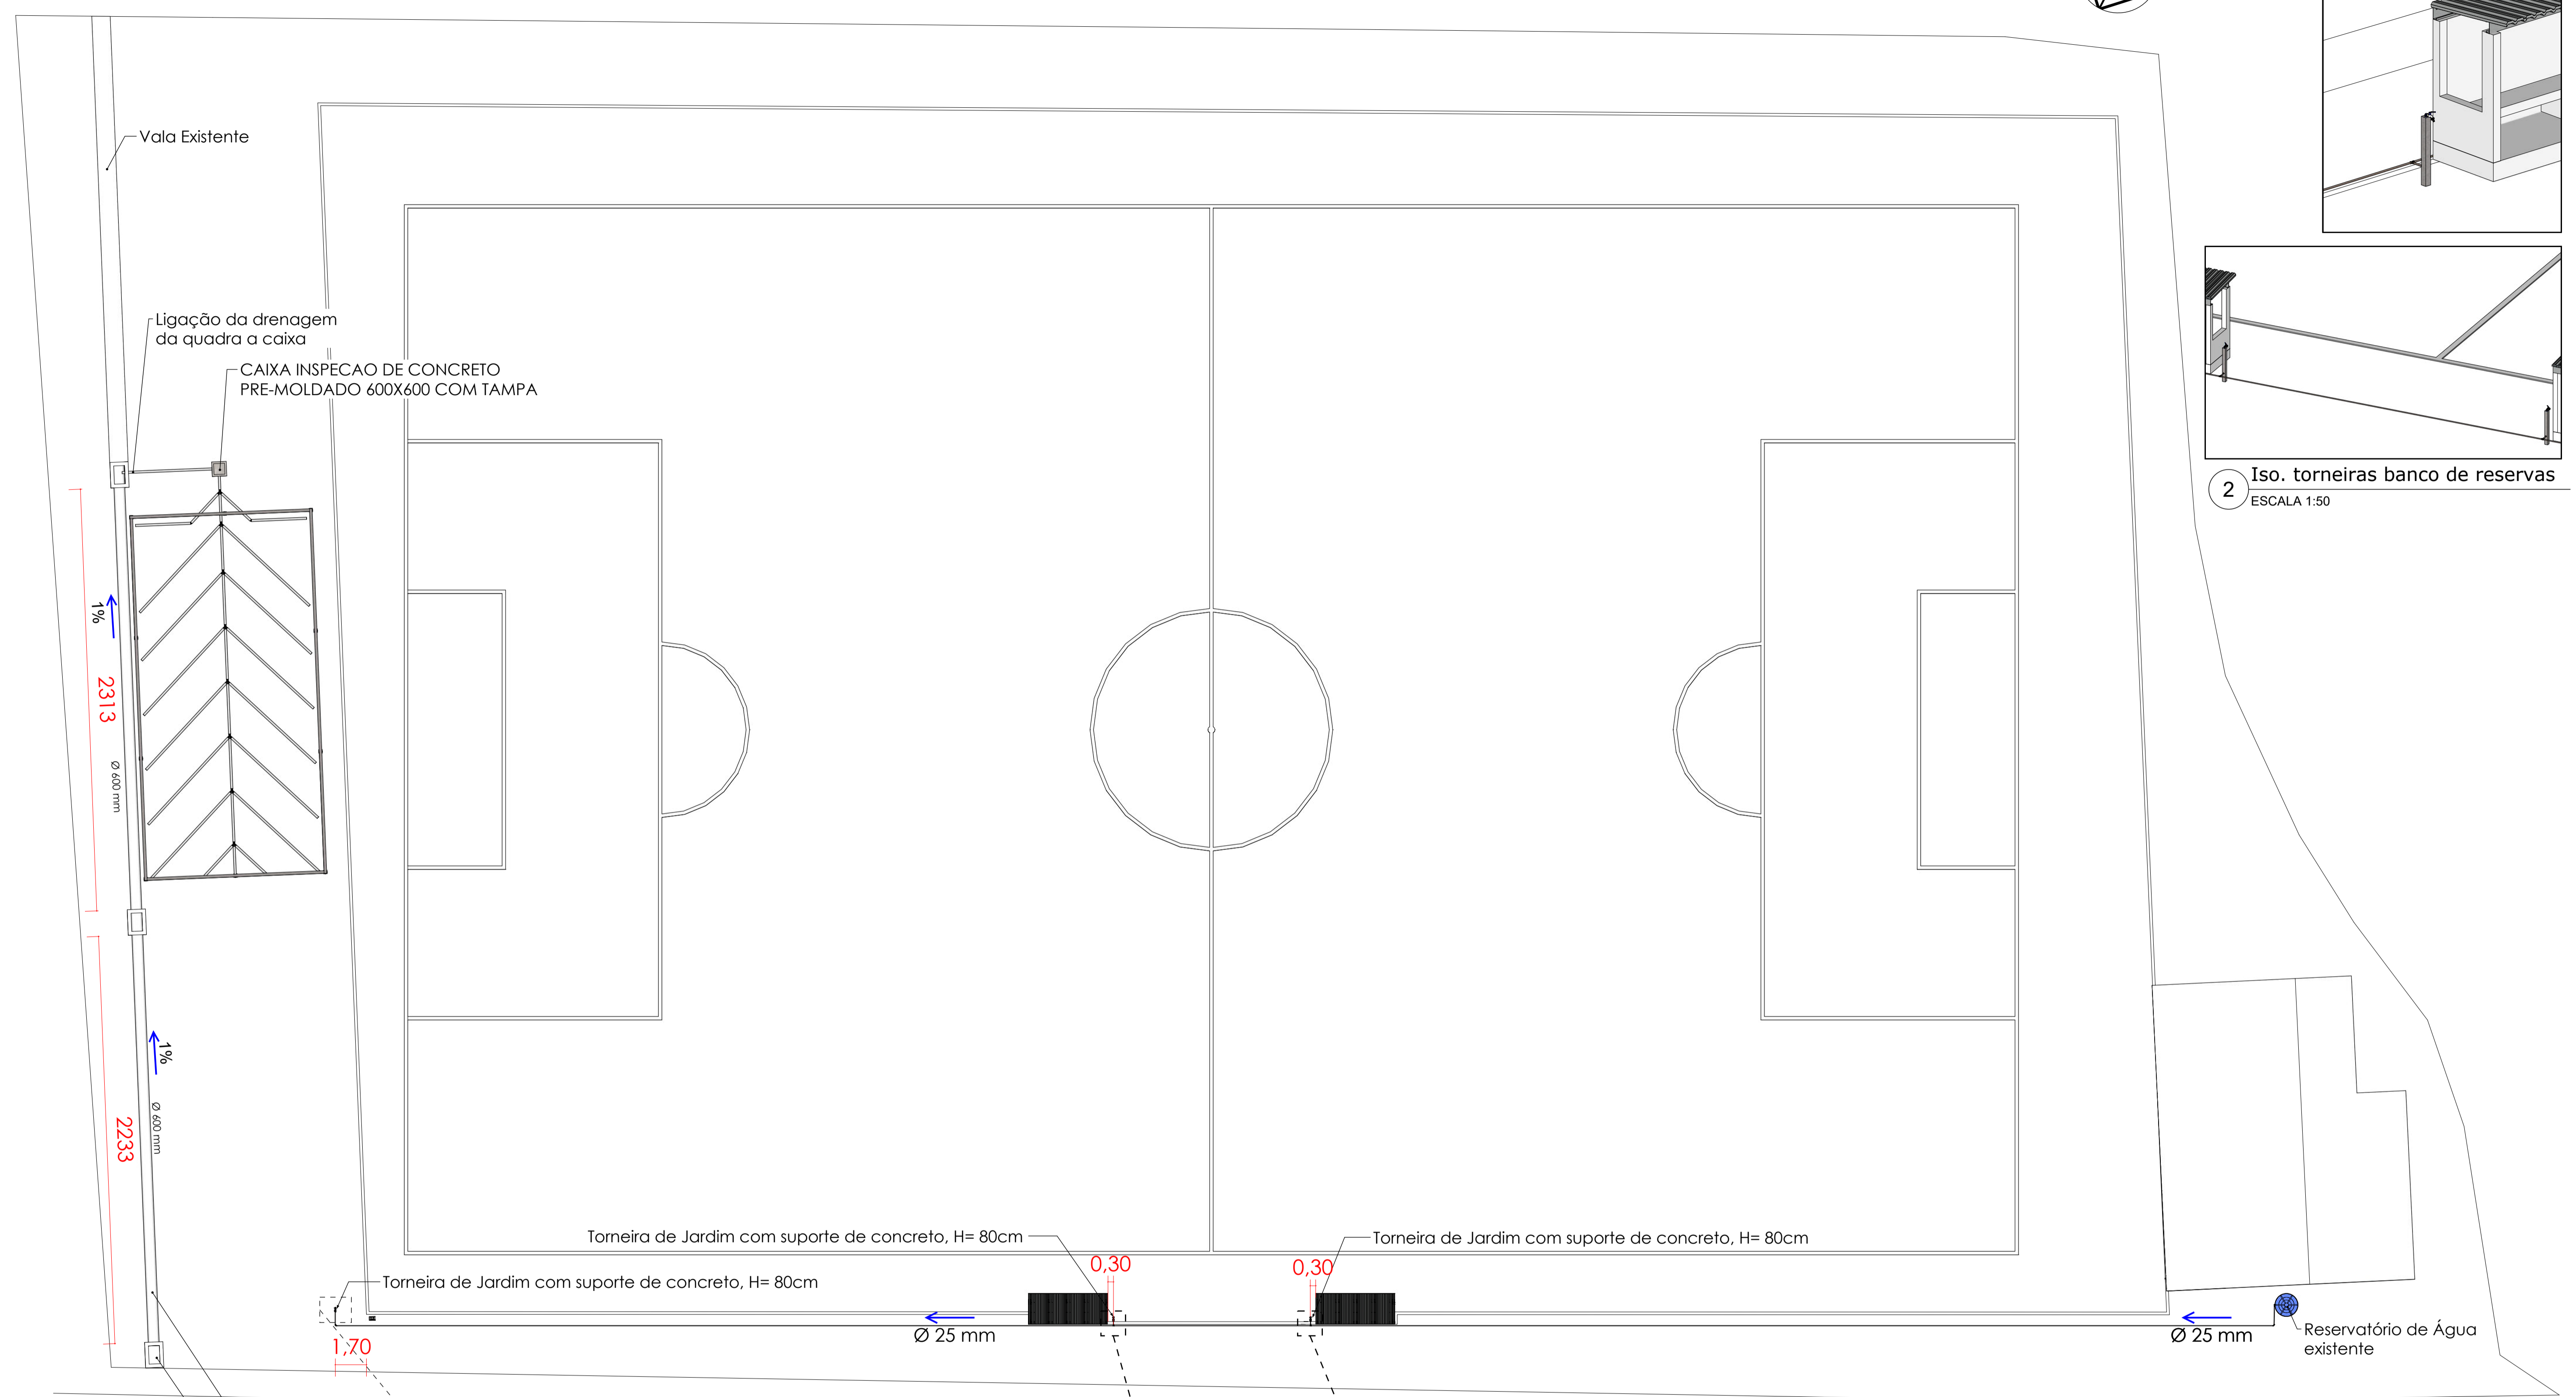 Vala Existente
Ligação da drenagem
da quadra a caixa
CAIXA INSPECAO DE CONCRETO
PRE-MOLDADO 600X600 COM TAMPA
2
Iso. torneiras banco de reservas
ESCALA 1:50
1%
2313
Ø 600 mm
1%
Ø 600 mm
2233
Torneira de Jardim com suporte de concreto, H= 80cm
Torneira de Jardim com suporte de concreto, H= 80cm
0,30
0,30
Torneira de Jardim com suporte de concreto, H= 80cm
Ø 25 mm
Ø 25 mm
Reservatório de Água
existente
1,70